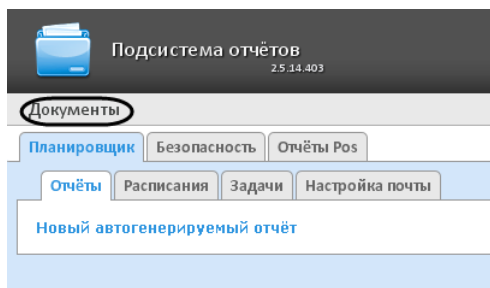 Подсистема отчётов
2.5.14.403
Документы
Планировщик Безопасность Отчёты Pos
Отчёты Расписания Задачи Настройка почты
Новый автогенерируемый отчёт